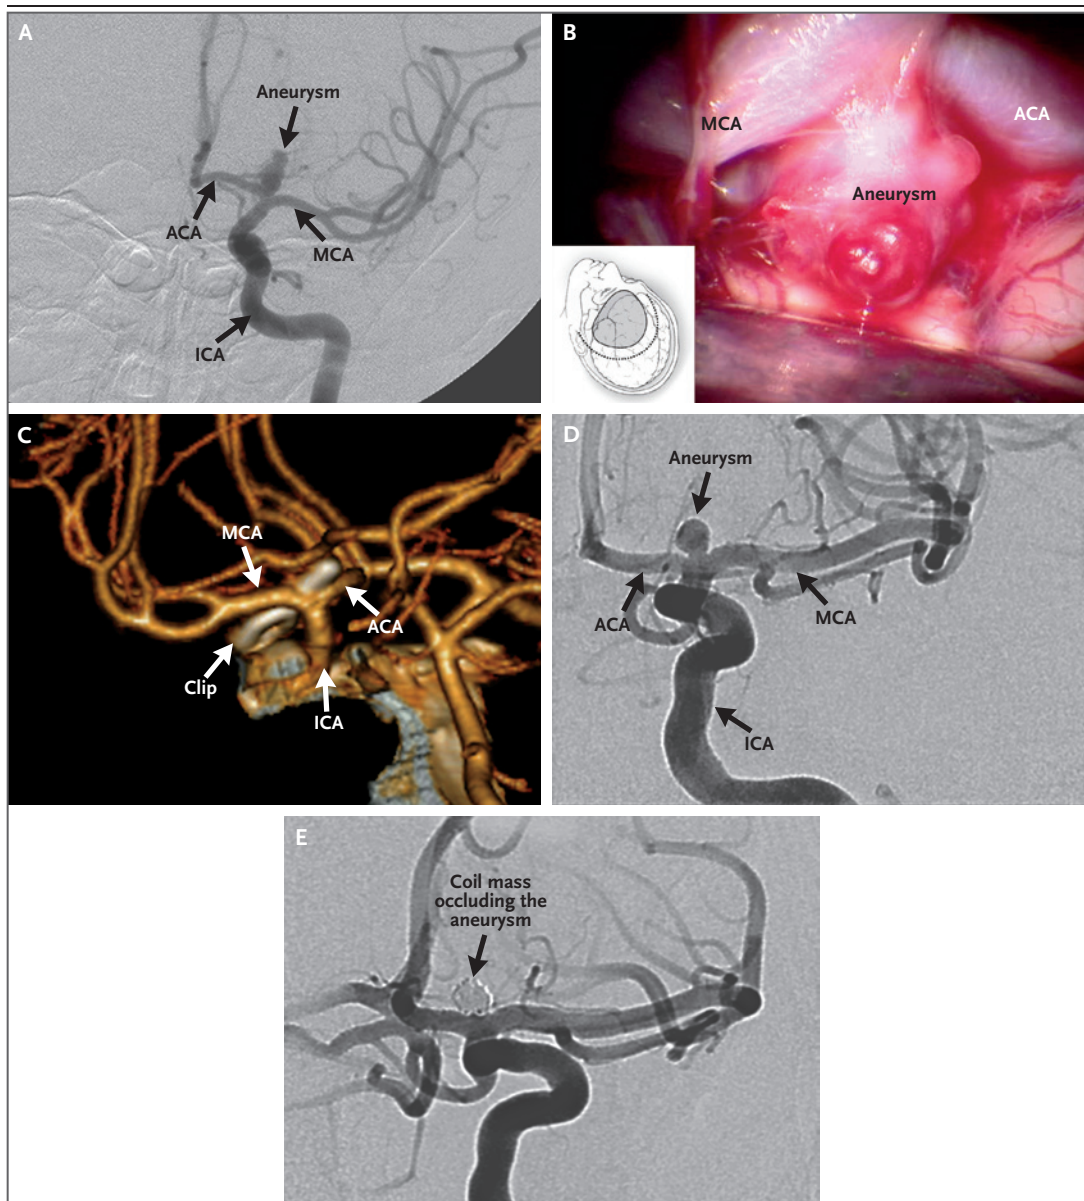 A
Aneurysm
ACA
MCA
ICA
B
MCA
ACA
Aneurysm
C
MCA
ACA
Clip
ICA
D
Aneurysm
ACA
MCA
ICA
E
Coil mass
occluding the
aneurysm